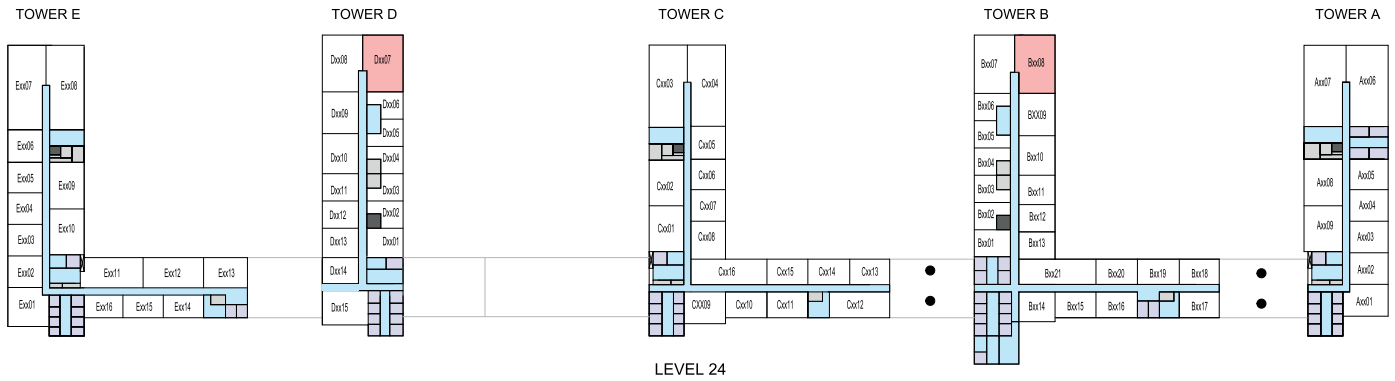 TOWER E
TOWER D
TOWER C
TOWER B
TOWER A
Exx07
Exx08
Exx06
Exx05
Exx09
Exx04
Exx10
Exx03
Exx02
Exx11
Exx12
Exx13
Exx01
Exx16
Exx15
Exx14
Dxx08
Dxx07
Dxx06
Dxx09
Dxx05
Dxx10
Dxx04
Dxx11
Dxx03
Dxx12
Dxx02
Dxx13
Dxx01
Dxx14
Dxx15
Cxx03
Cxx04
Cxx05
Cxx06
Cxx02
Cxx07
Cxx01
Cxx08
Cxx16
Cxx15
Cxx14
Cxx13
CXX09
Cxx10
Cxx11
Cxx12
Bxx07
Bxx08
Bxx06
BXX09
Bxx05
Bxx04
Bxx10
Bxx03
Bxx11
Bxx02
Bxx12
Bxx01
Bxx13
Bxx21
Bxx20
Bxx19
Bxx18
Bxx14
Bxx15
Bxx16
Bxx17
Axx07
Axx06
Axx08
Axx05
Axx04
Axx09
Axx03
Axx02
Axx01
LEVEL 24